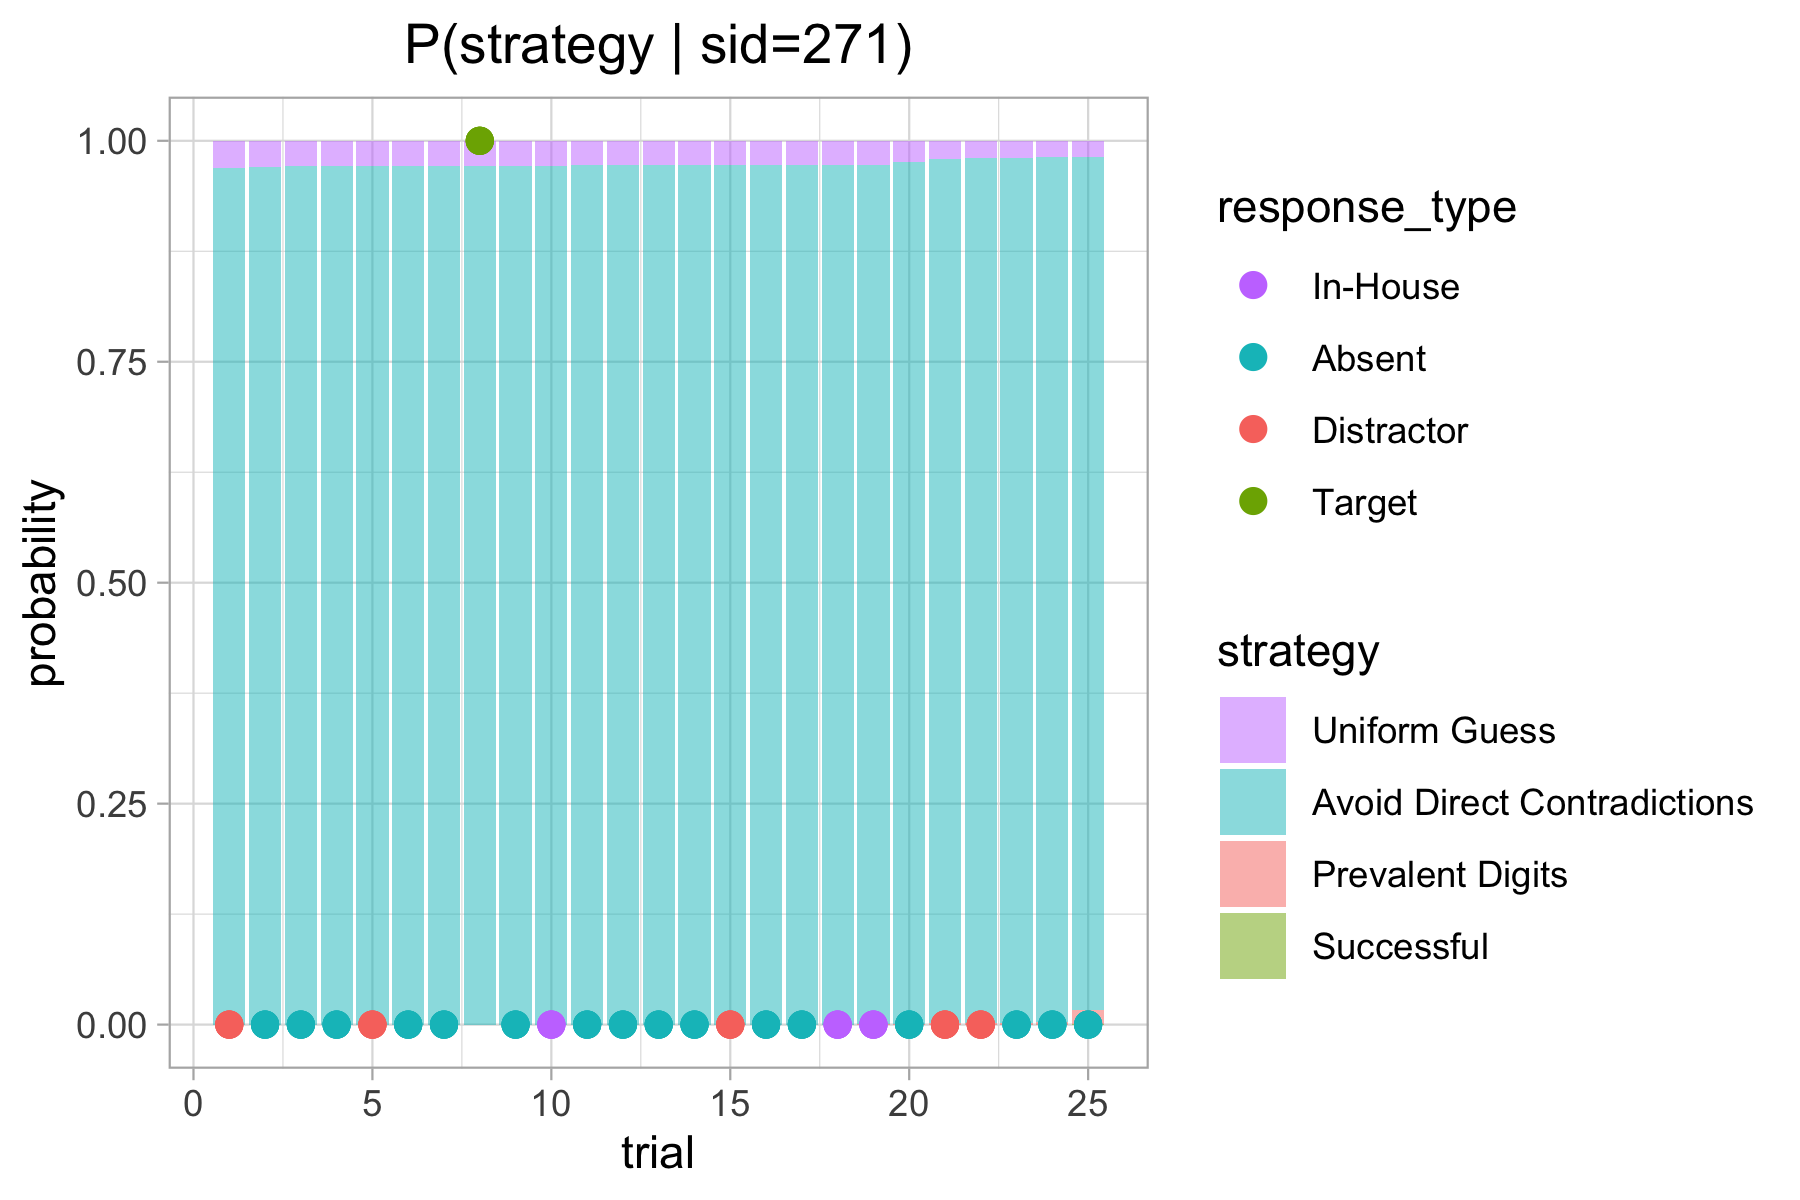 P(strategy | sid=271)
probability
1.00
0.75
0.50
0.25
0.00
0 5 10 15 20 25
trial
response_type
In-House
Absent
Distractor
Target
strategy
Uniform Guess
Avoid Direct Contradictions
Prevalent Digits
Successful